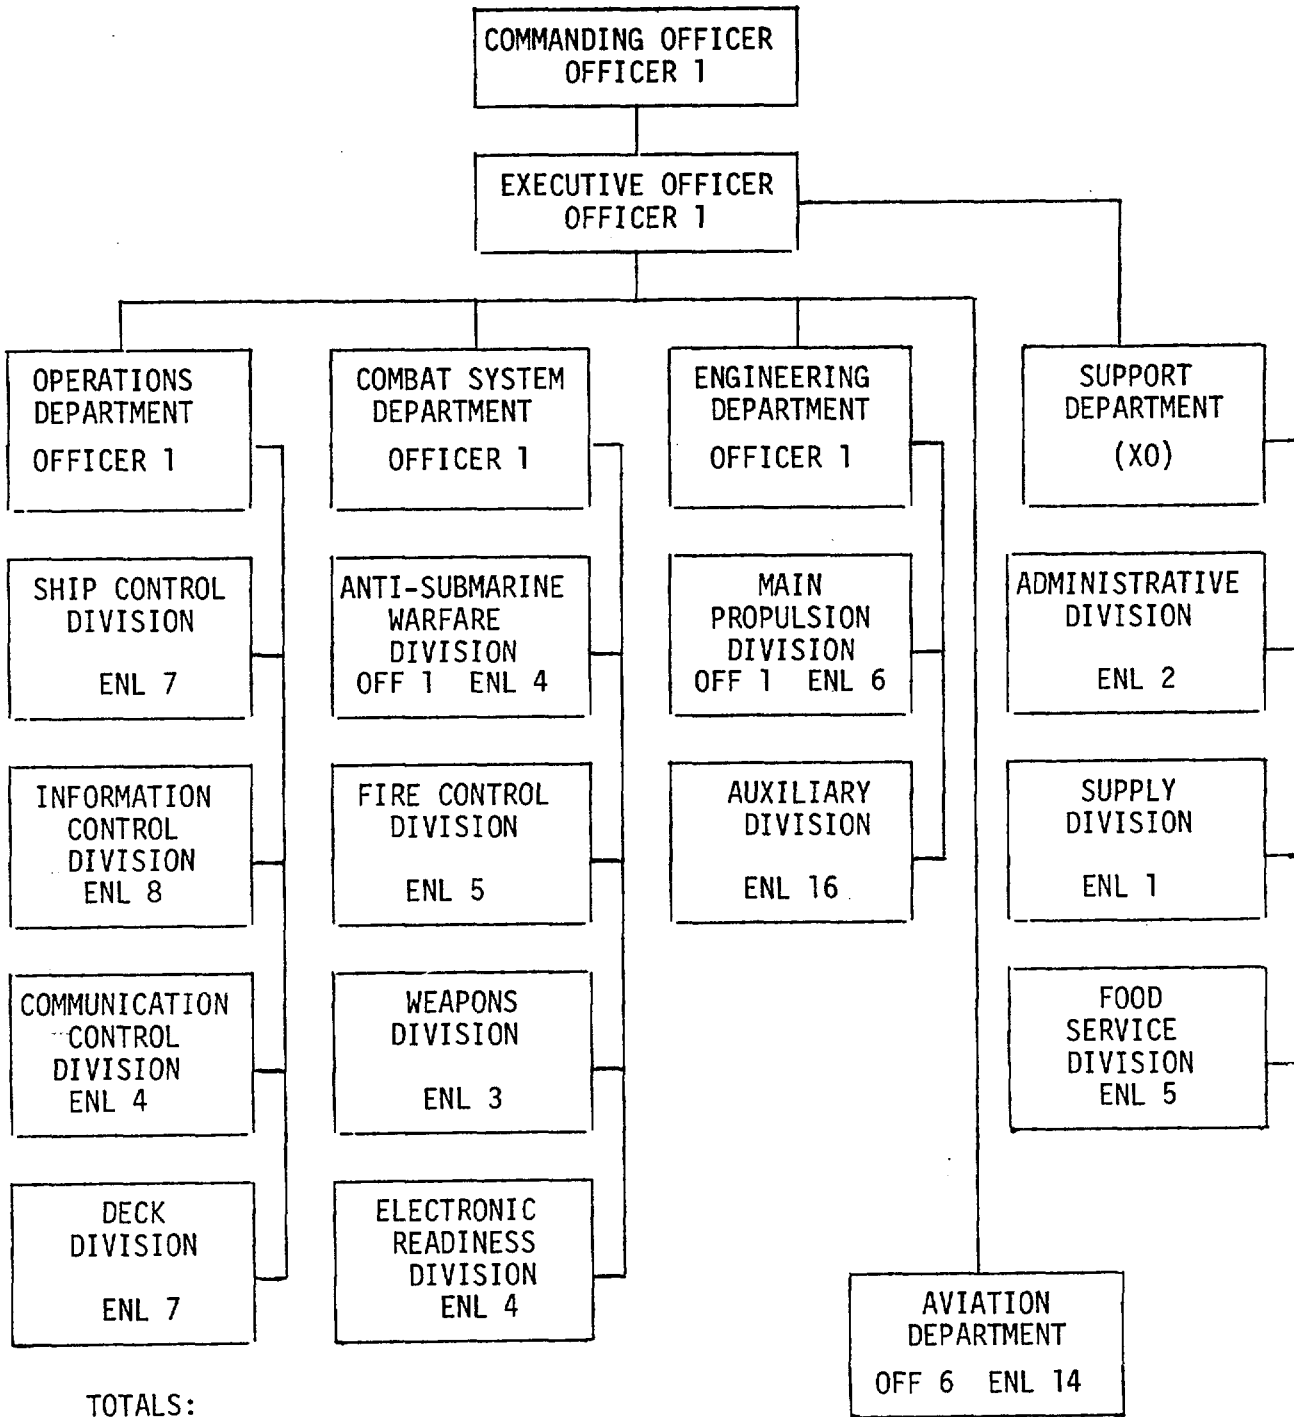 COMMANDING OFFICER
OFFICER 1
EXECUTIVE OFFICER
OFFICER 1
OPERATIONS
DEPARTMENT
OFFICER 1
SHIP CONTROL
DIVISION
ENL 7
INFORMATION
CONTROL
DIVISION
ENL 8
COMMUNICATION
CONTROL
DIVISION
ENL 4
DECK
DIVISION
ENL 7
COMBAT SYSTEM
DEPARTMENT
OFFICER 1
ANTI-SUBMARINE
WARFARE
DIVISION
OFF 1 ENL 4
FIRE CONTROL
DIVISION
ENL 5
WEAPONS
DIVISION
ENL 3
ELECTRONIC
READINESS
DIVISION
ENL 4
ENGINEERING
DEPARTMENT
OFFICER 1
MAIN
PROPULSION
DIVISION
OFF 1 ENL 6
AUXILIARY
DIVISION
ENL 16
SUPPORT
DEPARTMENT
(XO)
ADMINISTRATIVE
DIVISION
ENL 2
SUPPLY
DIVISION
ENL 1
FOOD
SERVICE
DIVISION
ENL 5
AVIATION
DEPARTMENT
OFF 6 ENL 14
TOTALS: